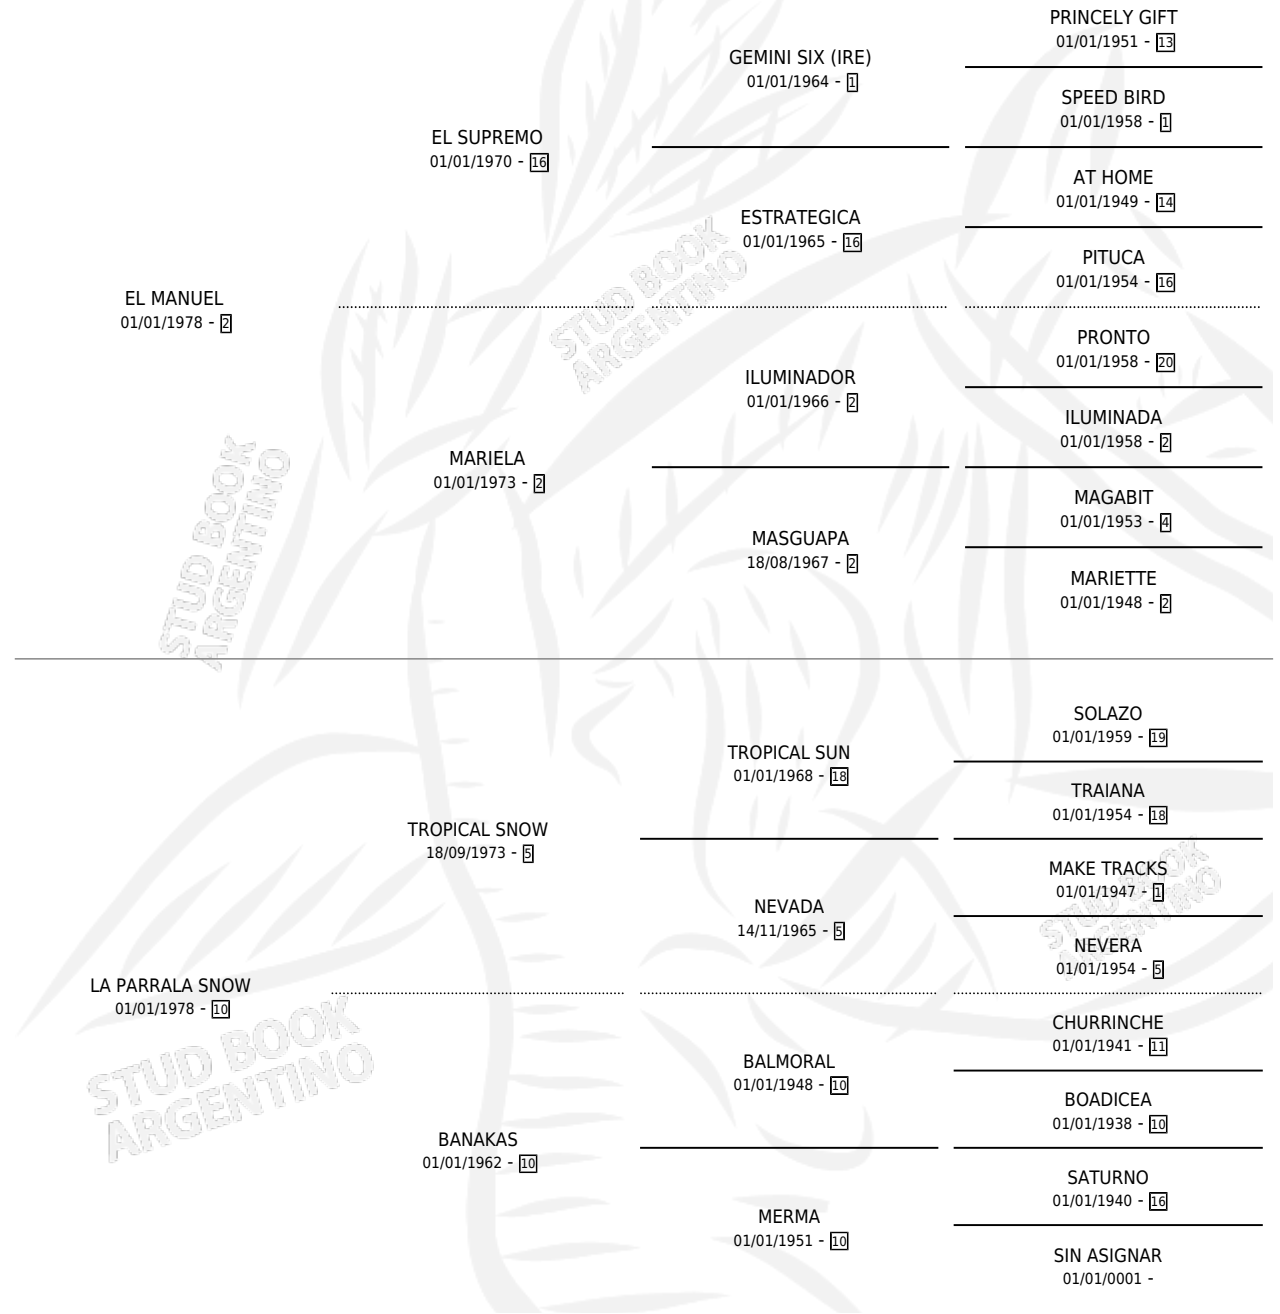 PRINCELY GIFT
01/01/1951 - 13
GEMINI SIX (IRE)
01/01/1964 - 1
SPEED BIRD
01/01/1958 - 1
EL SUPREMO
01/01/1970 - 16
AT HOME
01/01/1949 - 14
ESTRATEGICA
01/01/1965 - 16
PITUCA
01/01/1954 - 16
EL MANUEL
01/01/1978 - 2
PRONTO
01/01/1958 - 20
ILUMINADOR
01/01/1966 - 2
ILUMINADA
01/01/1958 - 2
MARIELA
01/01/1973 - 2
MAGABIT
01/01/1953 - 4
MASGUAPA
18/08/1967 - 2
MARIETTE
01/01/1948 - 2
SOLAZO
01/01/1959 - 19
TROPICAL SUN
01/01/1968 - 18
TRAIANA
01/01/1954 - 18
TROPICAL SNOW
18/09/1973 - 5
MAKE TRACKS
01/01/1947 - 1
NEVADA
14/11/1965 - 5
NEVERA
01/01/1954 - 5
LA PARRALA SNOW
01/01/1978 - 10
CHURRINCHE
01/01/1941 - 11
BALMORAL
01/01/1948 - 10
BOADICEA
01/01/1938 - 10
BANAKAS
01/01/1962 - 10
SATURNO
01/01/1940 - 16
MERMA
01/01/1951 - 10
SIN ASIGNAR
01/01/0001 -
STUD BOOK
ARGENTINO
STUD BOOK
ARGENTINO
STUD BOOK
ARGENTINO
STUD BOOK
ARGENTINO